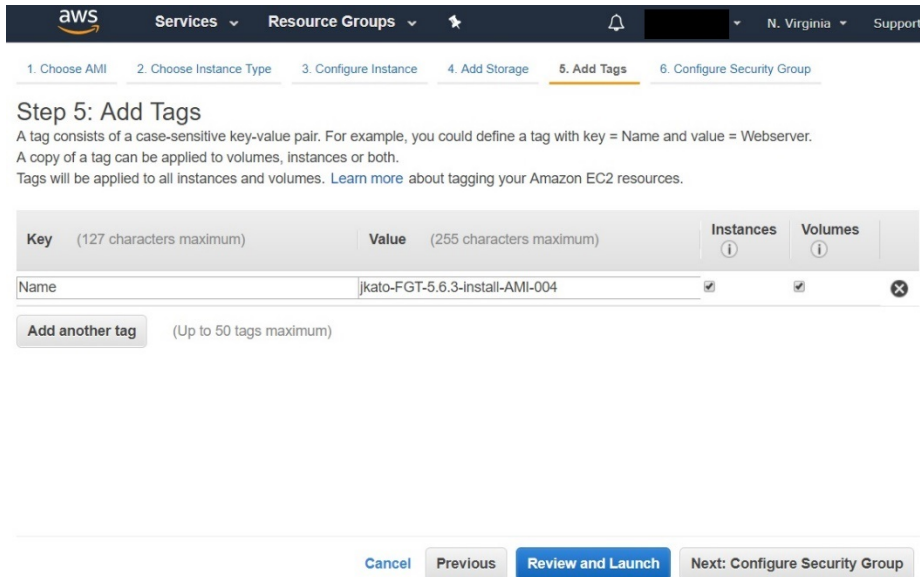 aws Services Resource Groups N. Virginia Support
1. Choose AMI 2. Choose Instance Type 3. Configure Instance 4. Add Storage 5. Add Tags 6. Configure Security Group
Step 5: Add Tags
A tag consists of a case-sensitive key-value pair. For example, you could define a tag with key = Name and value = Webserver.
A copy of a tag can be applied to volumes, instances or both.
Tags will be applied to all instances and volumes. Learn more about tagging your Amazon EC2 resources.
Key (127 characters maximum) Value (255 characters maximum) Instances Volumes
Name jkato-FGT-5.6.3-install-AMI-004
Add another tag (Up to 50 tags maximum)
Cancel Previous Review and Launch Next: Configure Security Group